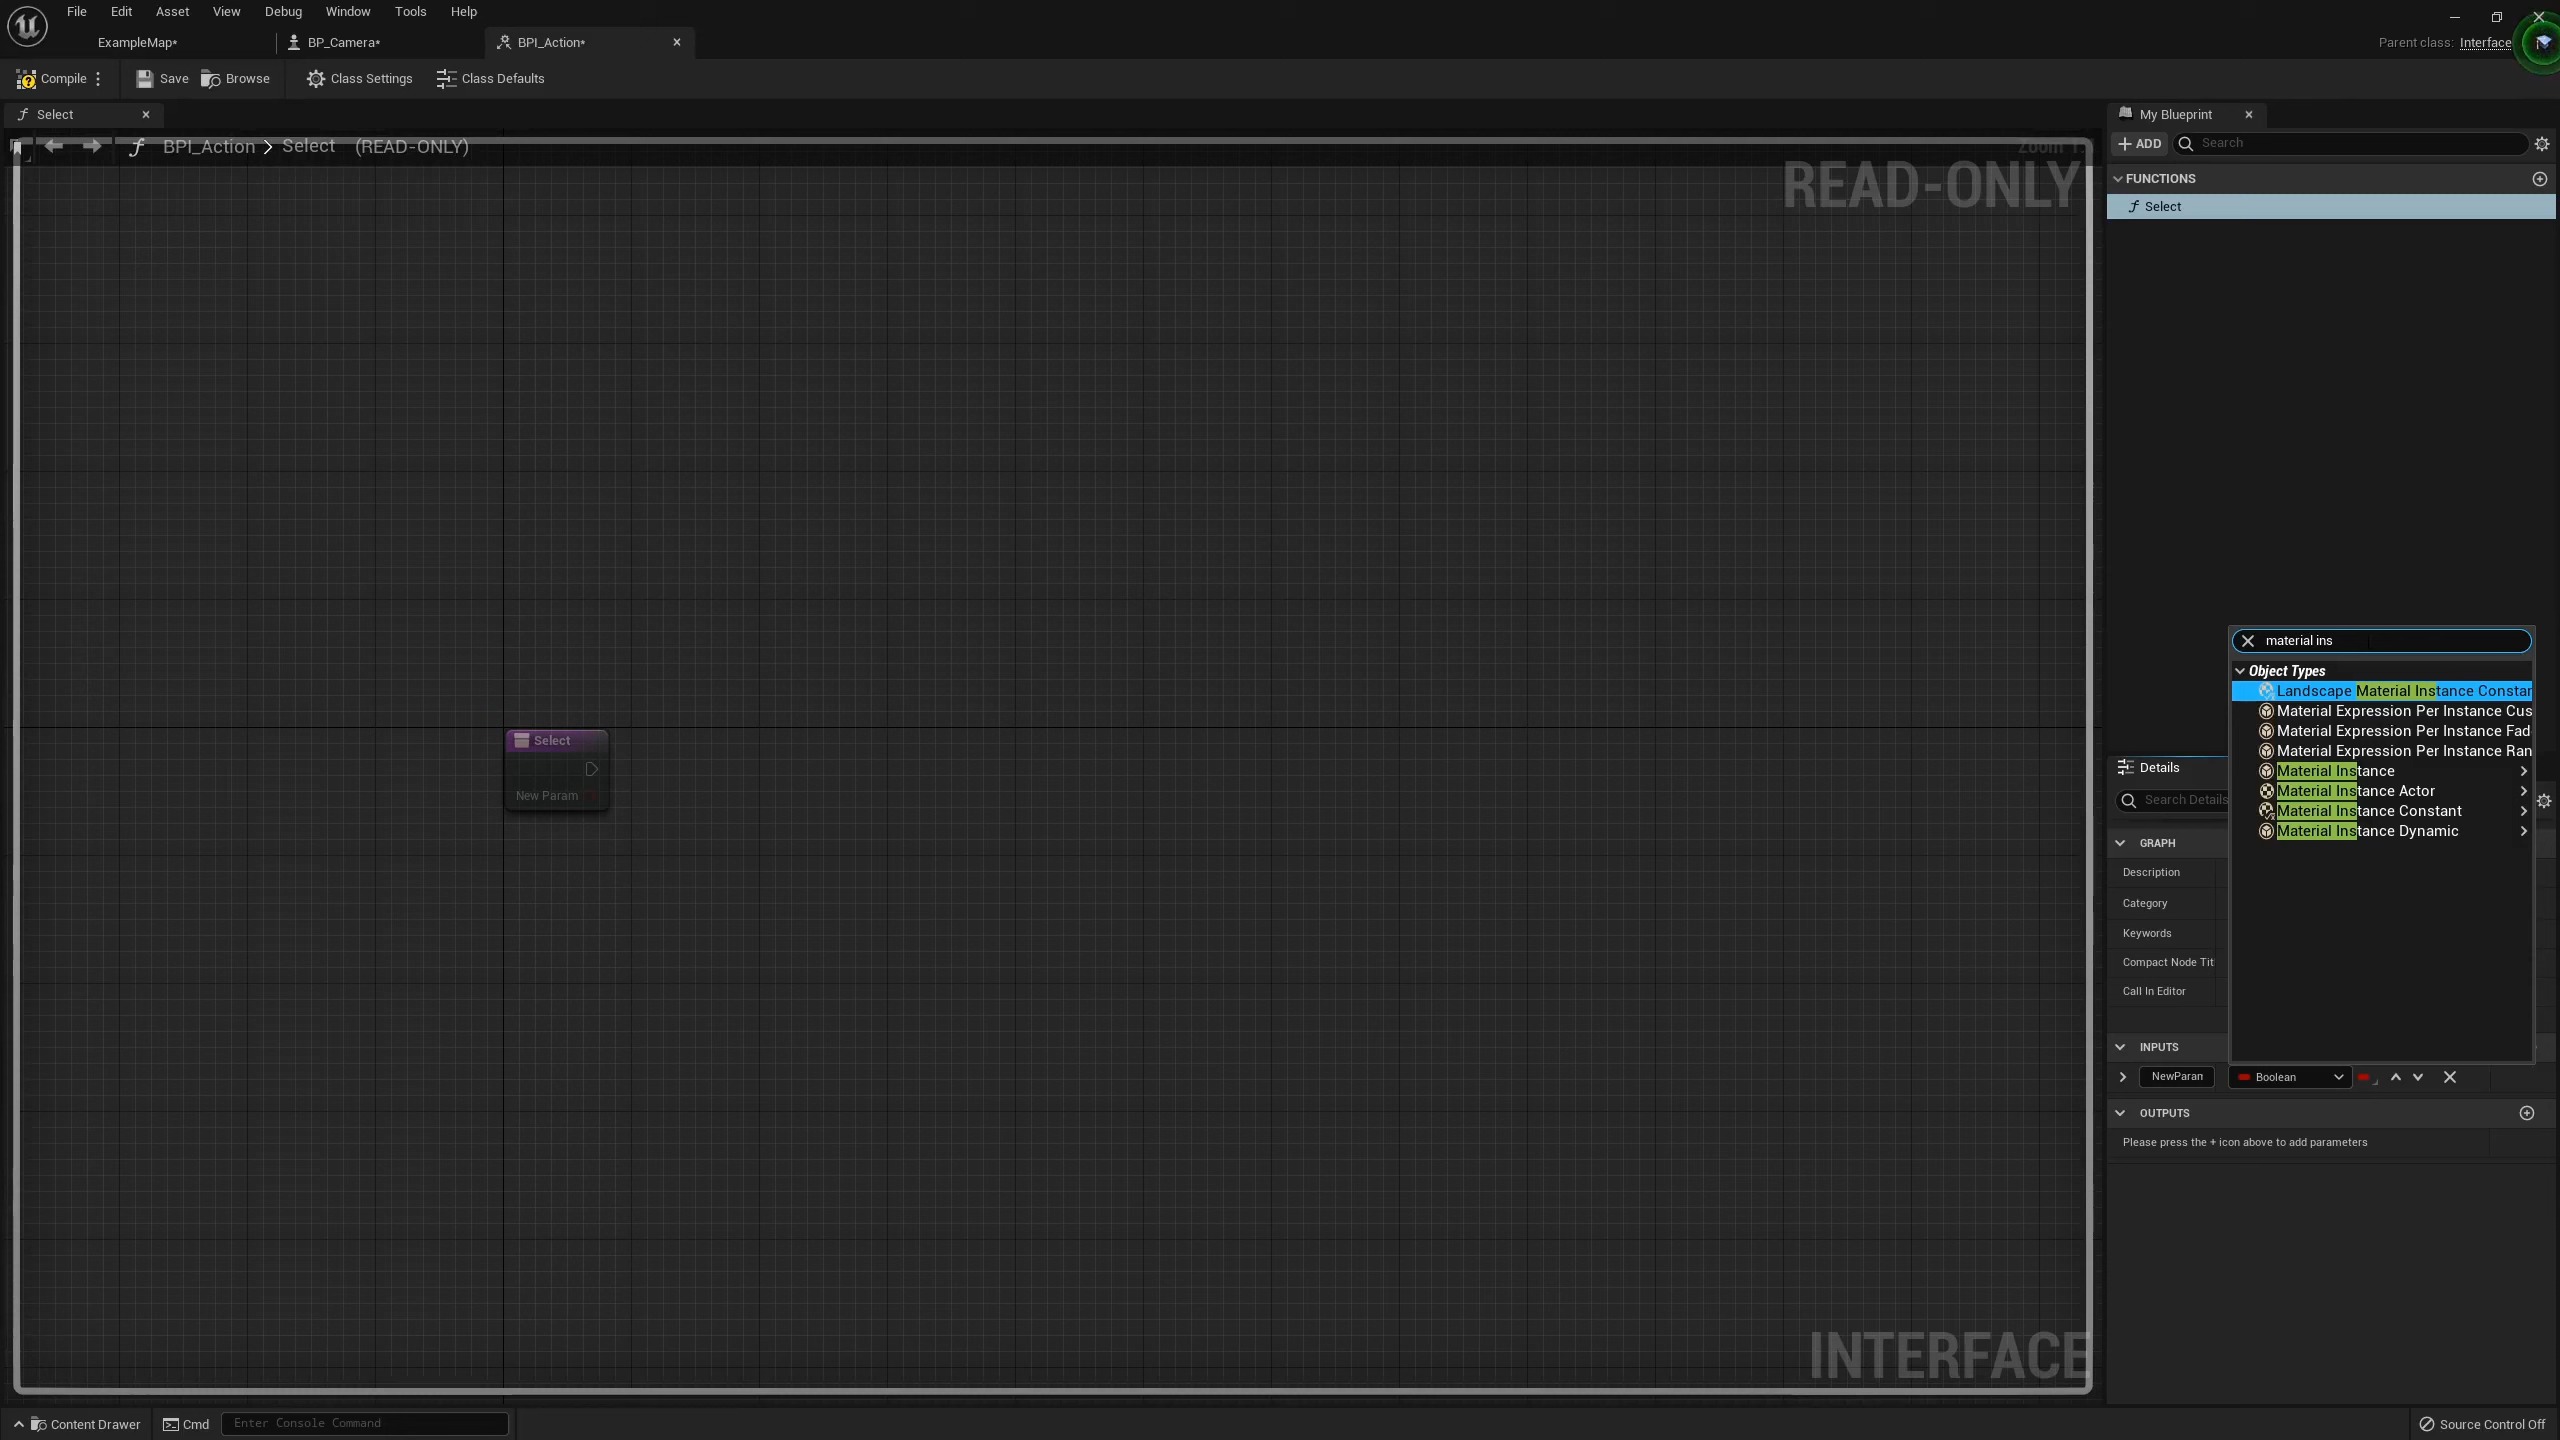 File Edit Asset View Debug Window Tools Help
ExampleMap* BP_Camera* BPI_Action* Parent class: Interface
Compile Save Browse Class Settings Class Defaults
Select My Blueprint
BPI_Action > Select (READ-ONLY)
ADD Search
READ-ONLY
FUNCTIONS
Select
material ins
Object Types
Landscape Material Instance Constan
Material Expression Per Instance Cus
Material Expression Per Instance Fad
Material Expression Per Instance Ran
Material Instance
Material Instance Actor
Material Instance Constant
Material Instance Dynamic
Select
New Param
Details
Search Details
GRAPH
Description
Category
Keywords
Compact Node Tit
Call In Editor
INPUTS
NewParam Boolean
OUTPUTS
Please press the + icon above to add parameters
INTERFACE
Content Drawer Cmd Enter Console Command Source Control Off